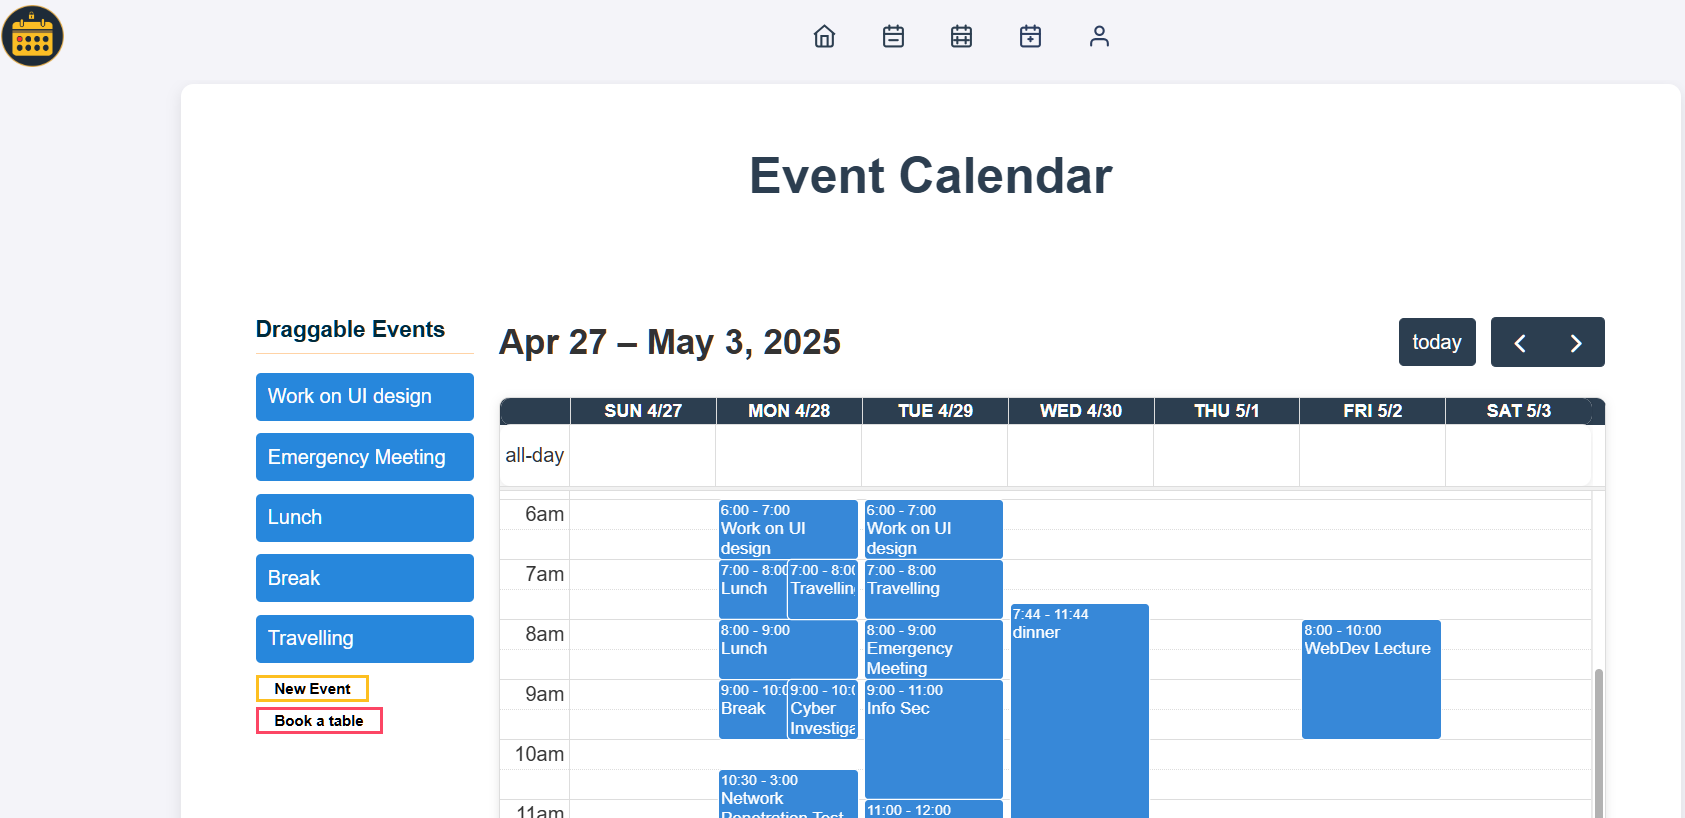 Event Calendar
Draggable Events
Work on UI design
Emergency Meeting
Lunch
Break
Travelling
New Event
Book a table
Apr 27 – May 3, 2025
today
SUN 4/27 MON 4/28 TUE 4/29 WED 4/30 THU 5/1 FRI 5/2 SAT 5/3
all-day
6am
7am
8am
9am
10am
11am
6:00 - 7:00
Work on UI
design
7:00 - 8:00
Lunch
7:00 - 8:00
Travellin
8:00 - 9:00
Lunch
9:00 - 10:0
Break
9:00 - 10:0
Cyber
Investiga
10:30 - 3:00
Network
Penetration Test
6:00 - 7:00
Work on UI
design
7:00 - 8:00
Travelling
8:00 - 9:00
Emergency
Meeting
9:00 - 11:00
Info Sec
11:00 - 12:00
7:44 - 11:44
dinner
8:00 - 10:00
WebDev Lecture